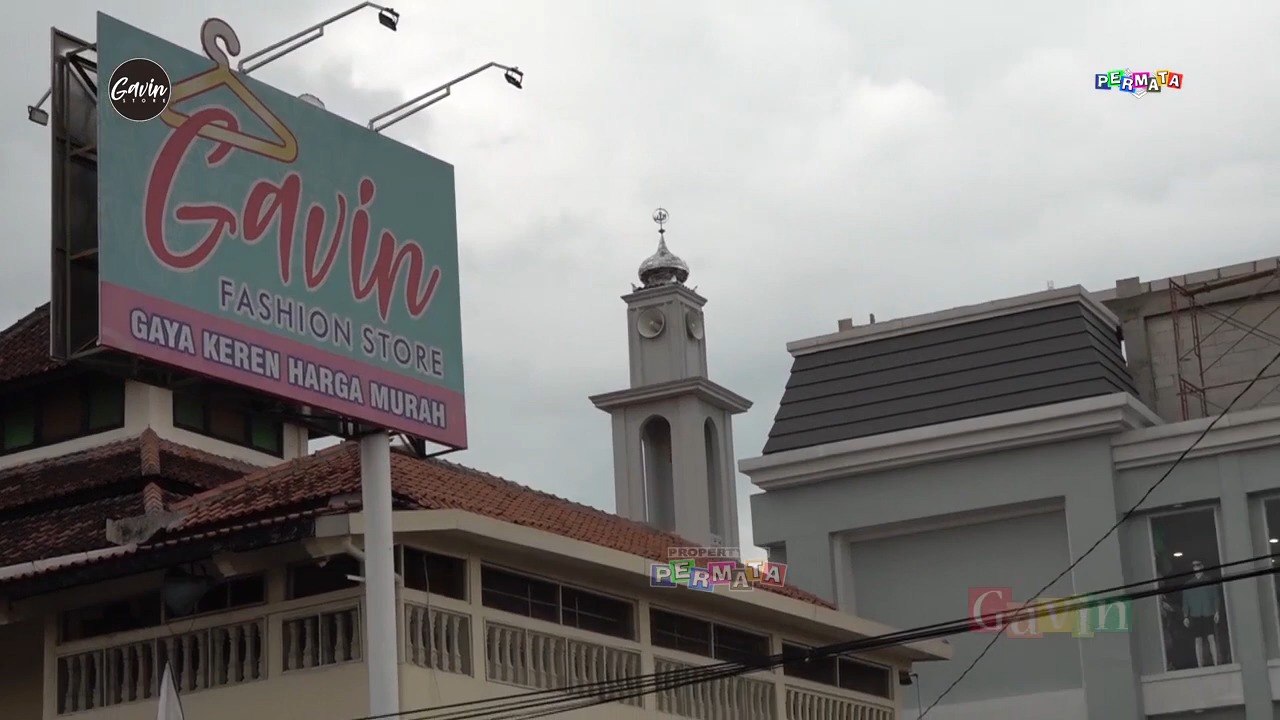 Gavin
STORE
PERMATA
Gavin
FASHION STORE
GAYA KEREN HARGA MURAH
PROPERTY
PERMATA
Gavin